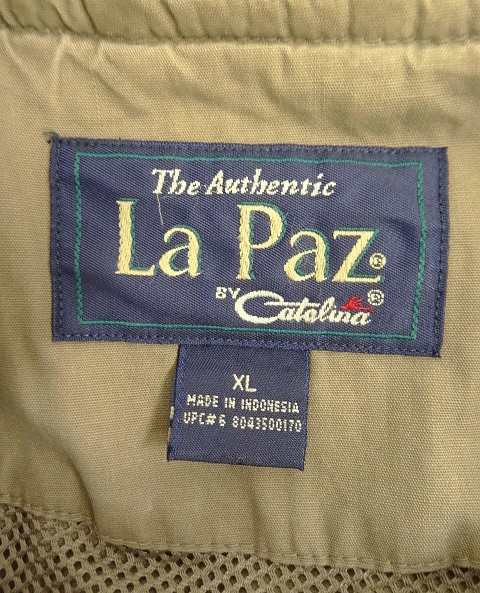 The Authentic
La Paz®
BY Catalina®
XL
MADE IN INDONESIA
UPC# 6 8043500170